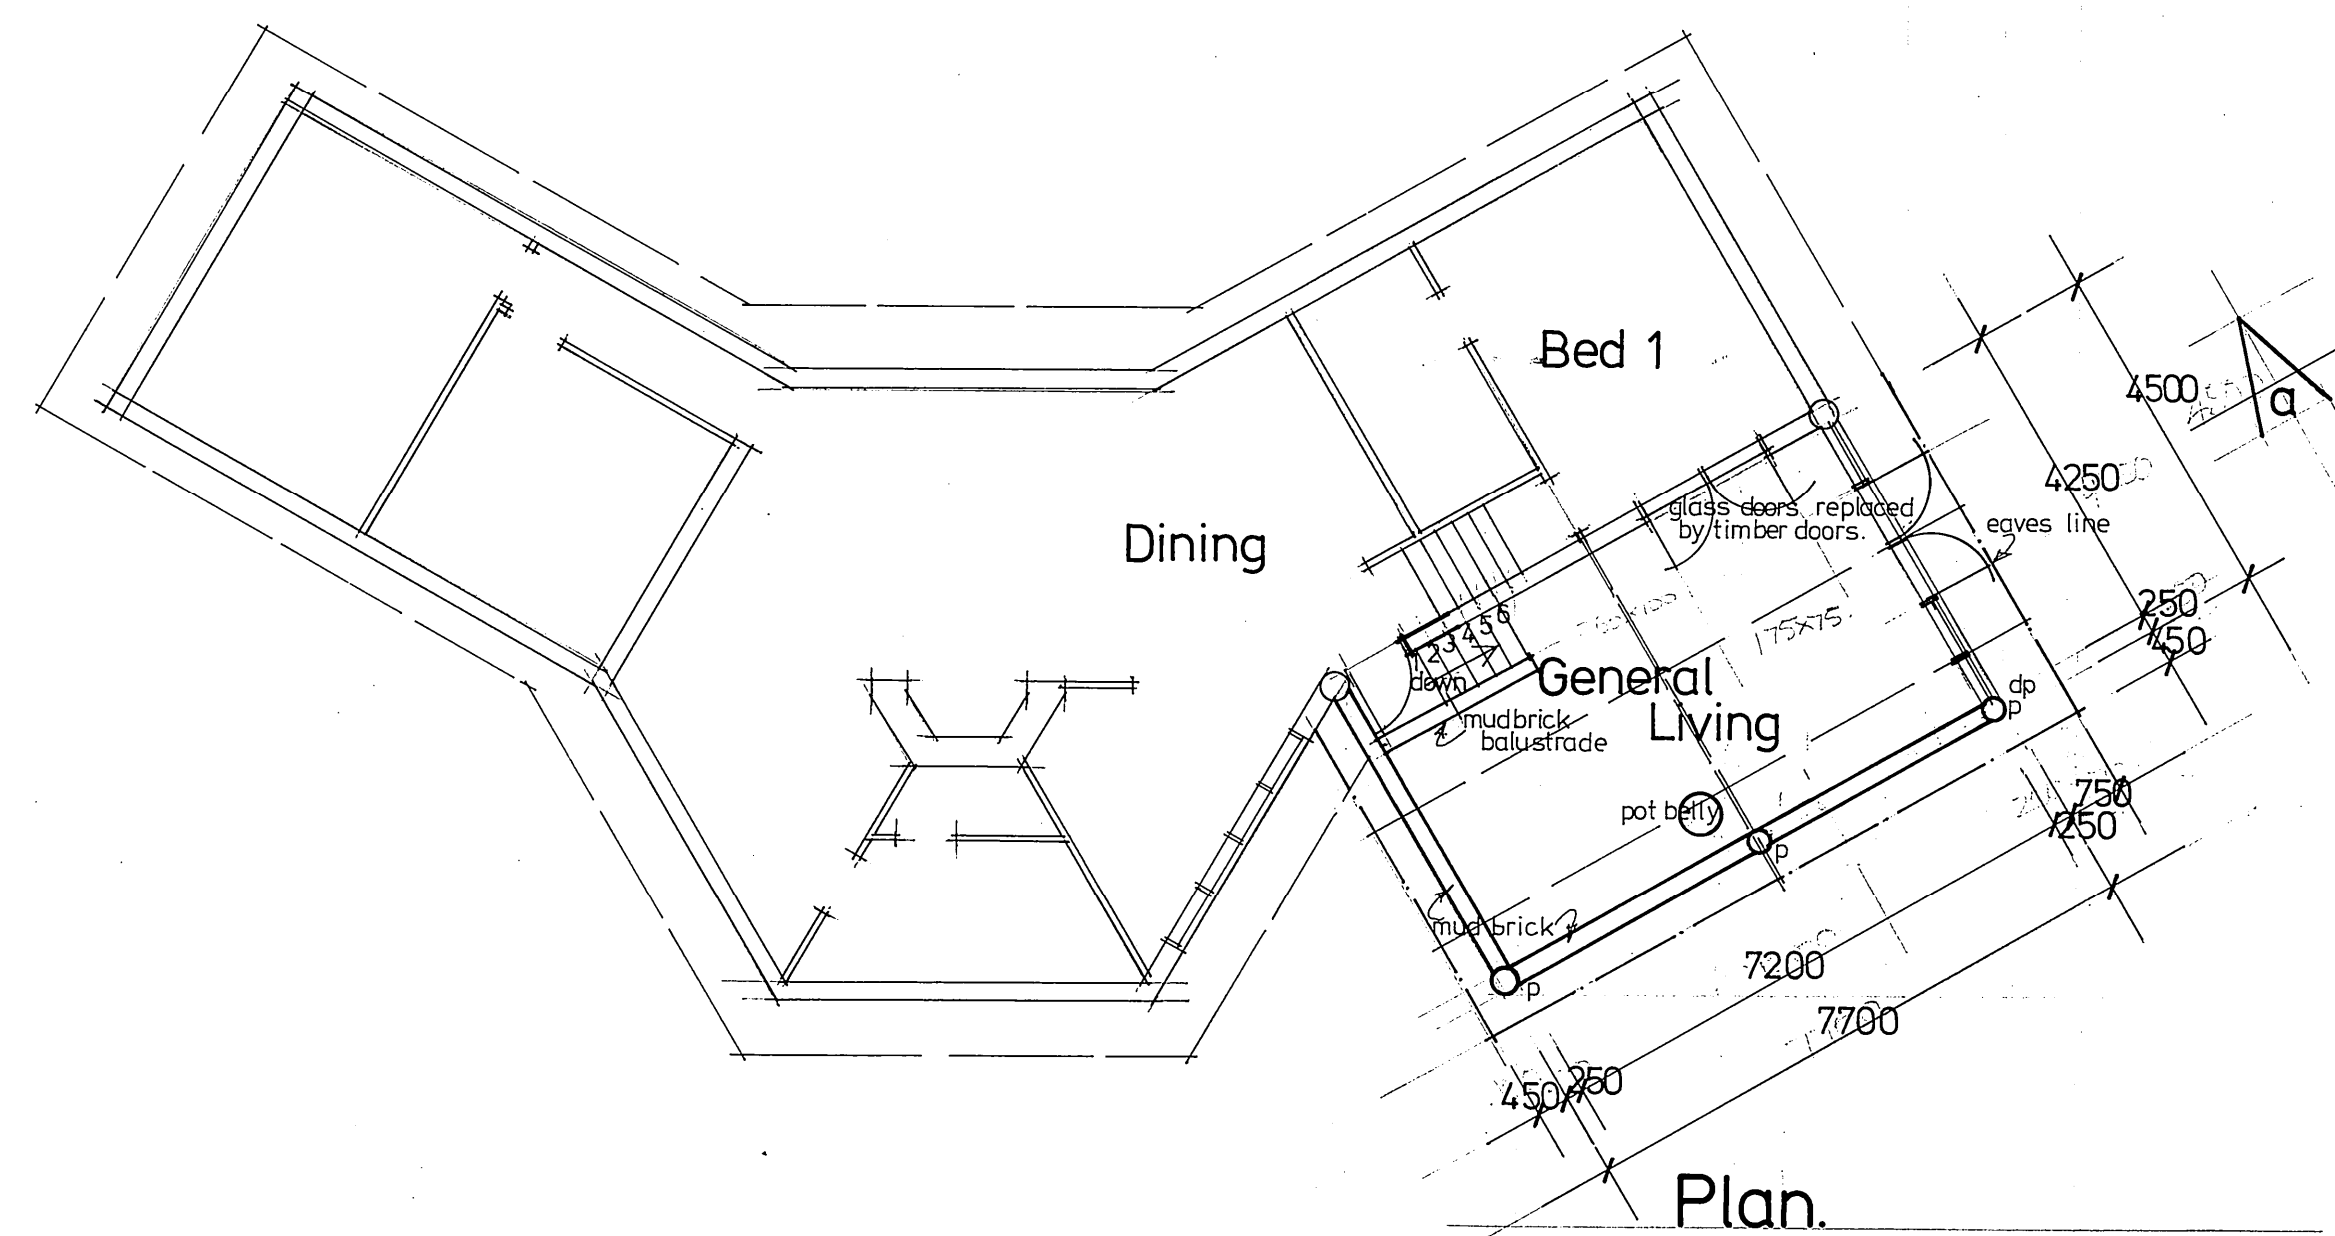 Bed 1
4500
a
4250
glass doors replaced
by timber doors.
eaves line
Dining
250
450
1 2 3 4 5 6
175x75.
down
General
Living
dp
p
mudbrick
balustrade
pot belly
750
250
p
mud brick
7200
p
7700
450 250
Plan.